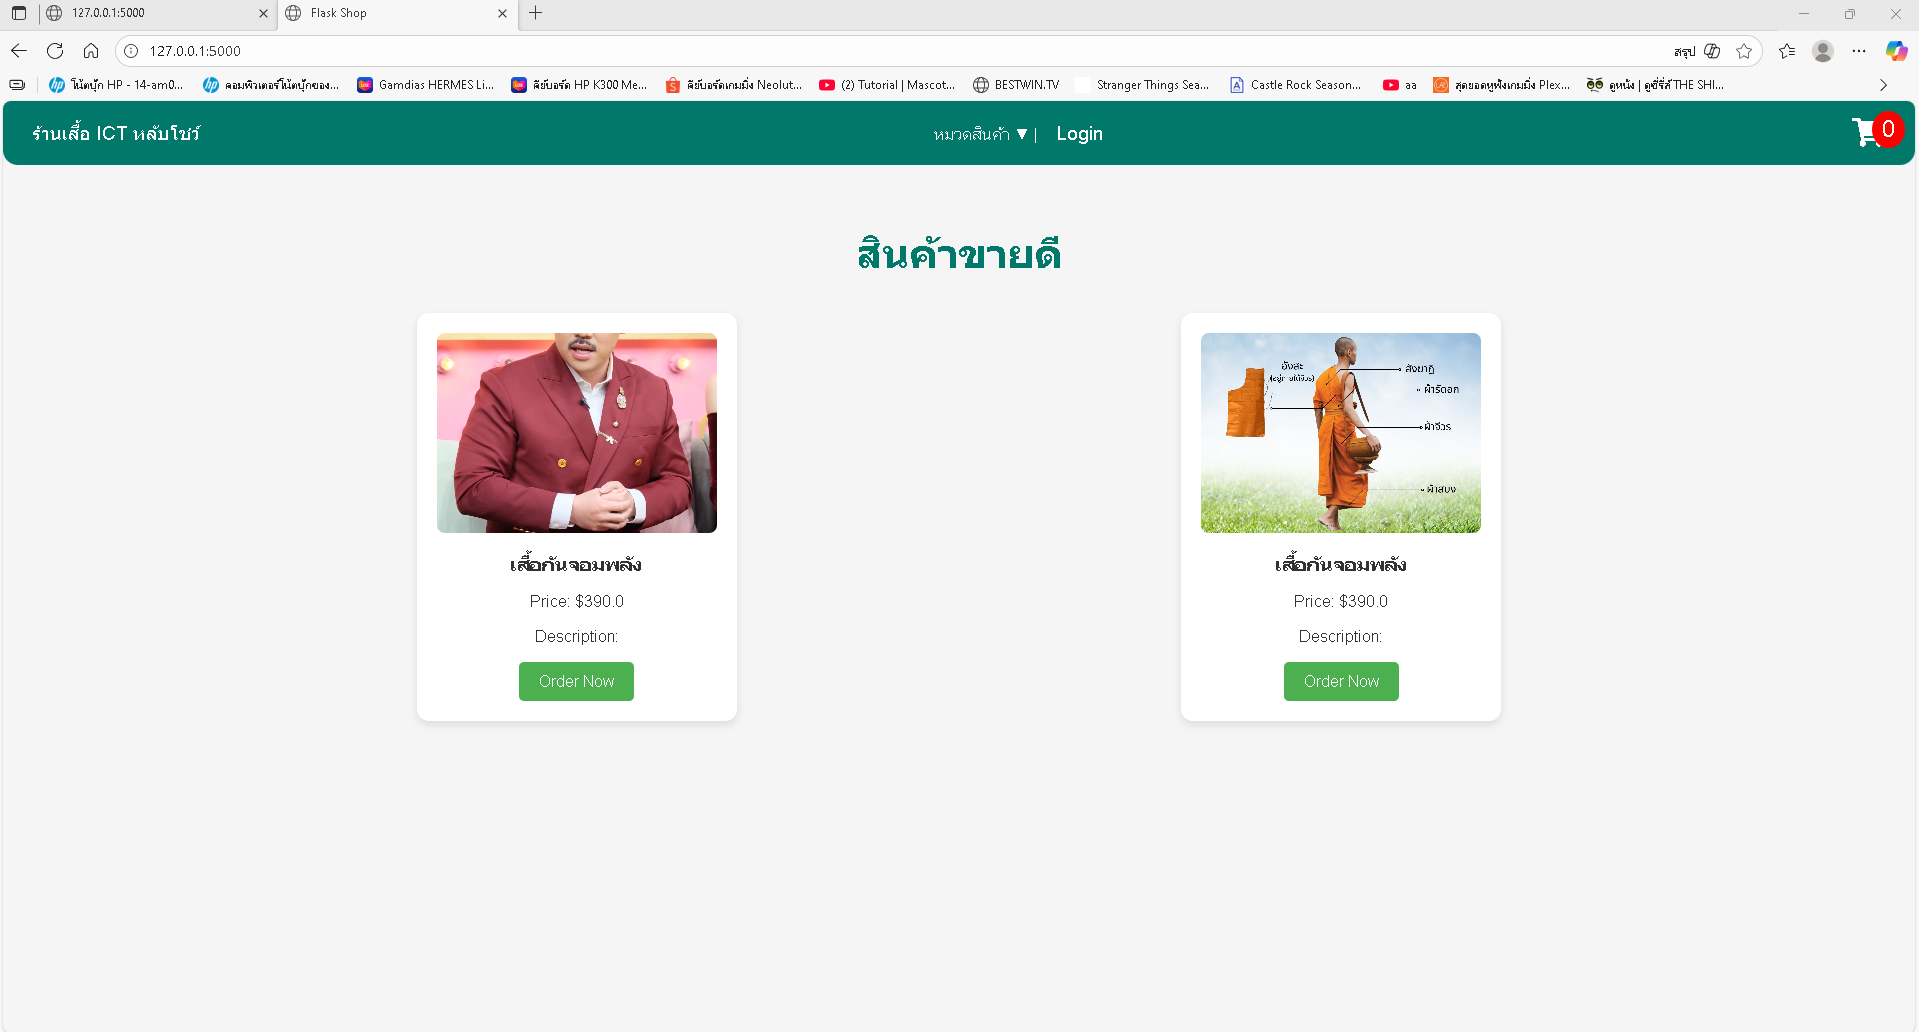 127.0.0.1:5000
Flask Shop
127.0.0.1:5000
สรุป
โน้ตบุ๊ก HP - 14-am0...
คอมพิวเตอร์โน้ตบุ๊กของ...
Gamdias HERMES Li...
คีย์บอร์ด HP K300 Me...
คีย์บอร์ดเกมมิ่ง Neolut...
(2) Tutorial | Mascot...
BESTWIN.TV
Stranger Things Sea...
Castle Rock Season...
aa
สุดยอดหูฟังเกมมิ่ง Plex...
ดูหนัง | ดูซีรี่ส์ THE SHI...
ร้านเสื้อ ICT หลับโชว์
หมวดสินค้า ▼ |
Login
0
สินค้าขายดี
เสื้อกันจอมพลัง
Price: $390.0
Description:
Order Now
อังสะ
(อยู่ภายใต้จีวร)
สังฆาฏิ
ผ้ารัดอก
ผ้าจีวร
ผ้าสบง
เสื้อกันจอมพลัง
Price: $390.0
Description:
Order Now